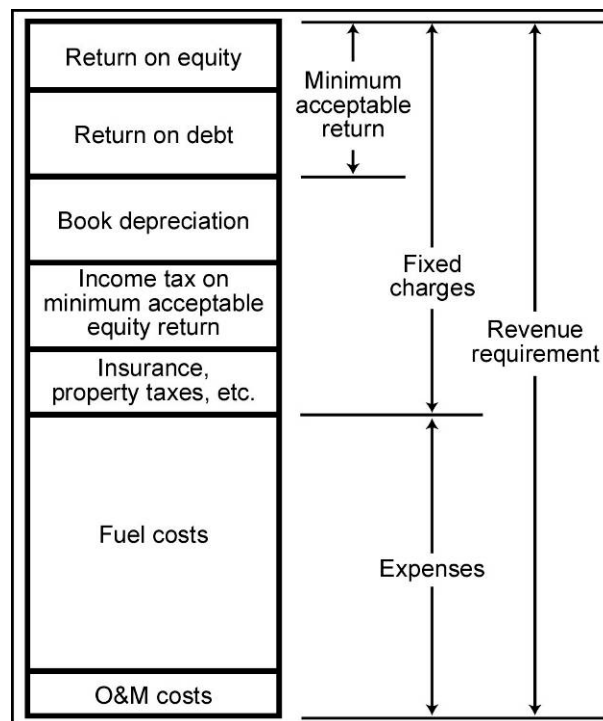 Return on equity
Return on debt
Book depreciation
Income tax on
minimum acceptable
equity return
Insurance,
property taxes, etc.
Fuel costs
O&M costs
Minimum
acceptable
return
Fixed
charges
Expenses
Revenue
requirement